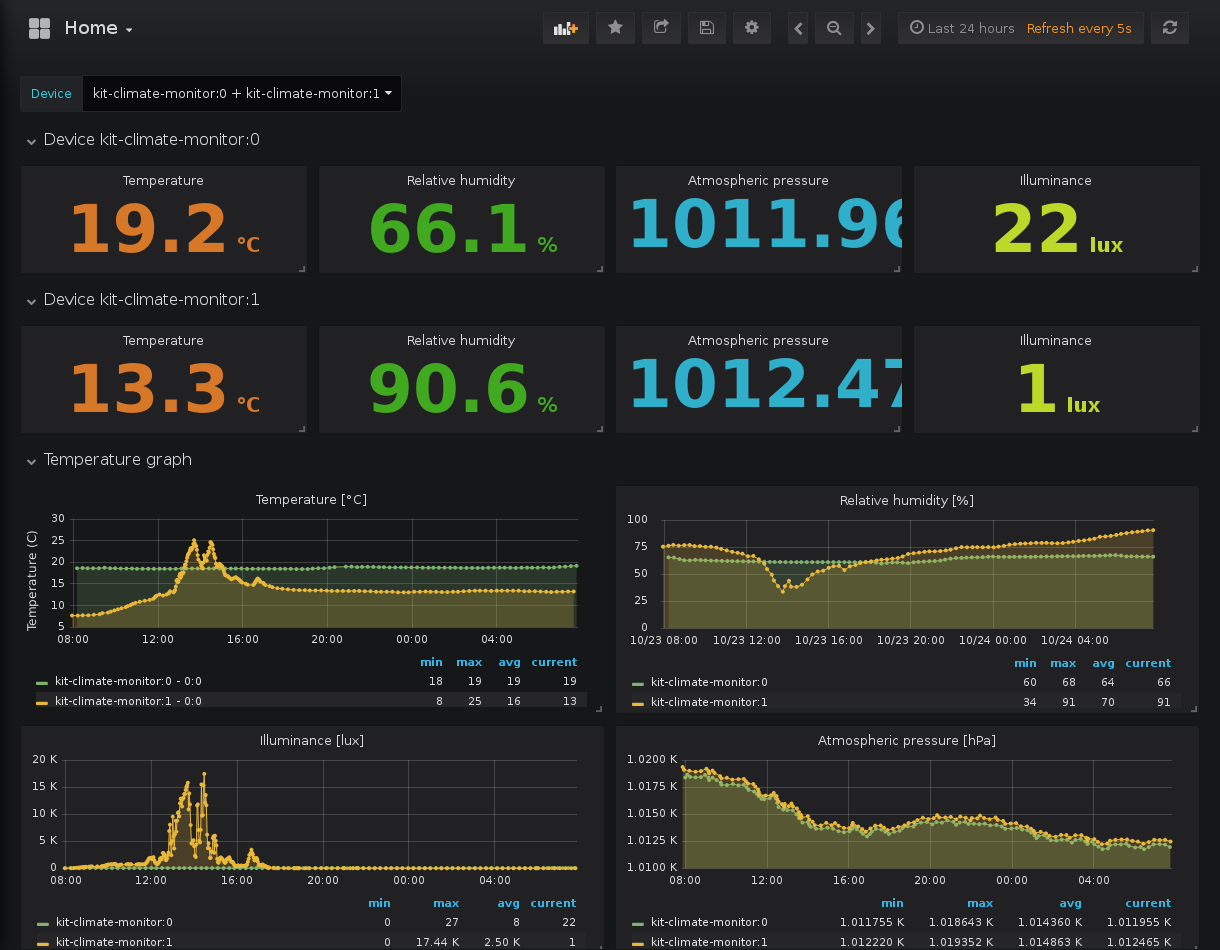 Home
Last 24 hours Refresh every 5s
Device kit-climate-monitor:0 + kit-climate-monitor:1
Device kit-climate-monitor:0
Temperature Relative humidity Atmospheric pressure Illuminance
19.2 °C 66.1 % 1011.96 22 lux
Device kit-climate-monitor:1
Temperature Relative humidity Atmospheric pressure Illuminance
13.3 °C 90.6 % 1012.47 1 lux
Temperature graph
Temperature [°C]
Temperature (C)
30
25
20
15
10
5
08:00 12:00 16:00 20:00 00:00 04:00
min max avg current
kit-climate-monitor:0 - 0:0 18 19 19 19
kit-climate-monitor:1 - 0:0 8 25 16 13
Relative humidity [%]
100
75
50
25
0
10/23 08:00 10/23 12:00 10/23 16:00 10/23 20:00 10/24 00:00 10/24 04:00
min max avg current
kit-climate-monitor:0 60 68 64 66
kit-climate-monitor:1 34 91 70 91
Illuminance [lux]
20 K
15 K
10 K
5 K
0
08:00 12:00 16:00 20:00 00:00 04:00
min max avg current
kit-climate-monitor:0 0 27 8 22
kit-climate-monitor:1 0 17.44 K 2.50 K 1
Atmospheric pressure [hPa]
1.0200 K
1.0175 K
1.0150 K
1.0125 K
1.0100 K
08:00 12:00 16:00 20:00 00:00 04:00
min max avg current
kit-climate-monitor:0 1.011755 K 1.018643 K 1.014360 K 1.011955 K
kit-climate-monitor:1 1.012220 K 1.019352 K 1.014863 K 1.012465 K